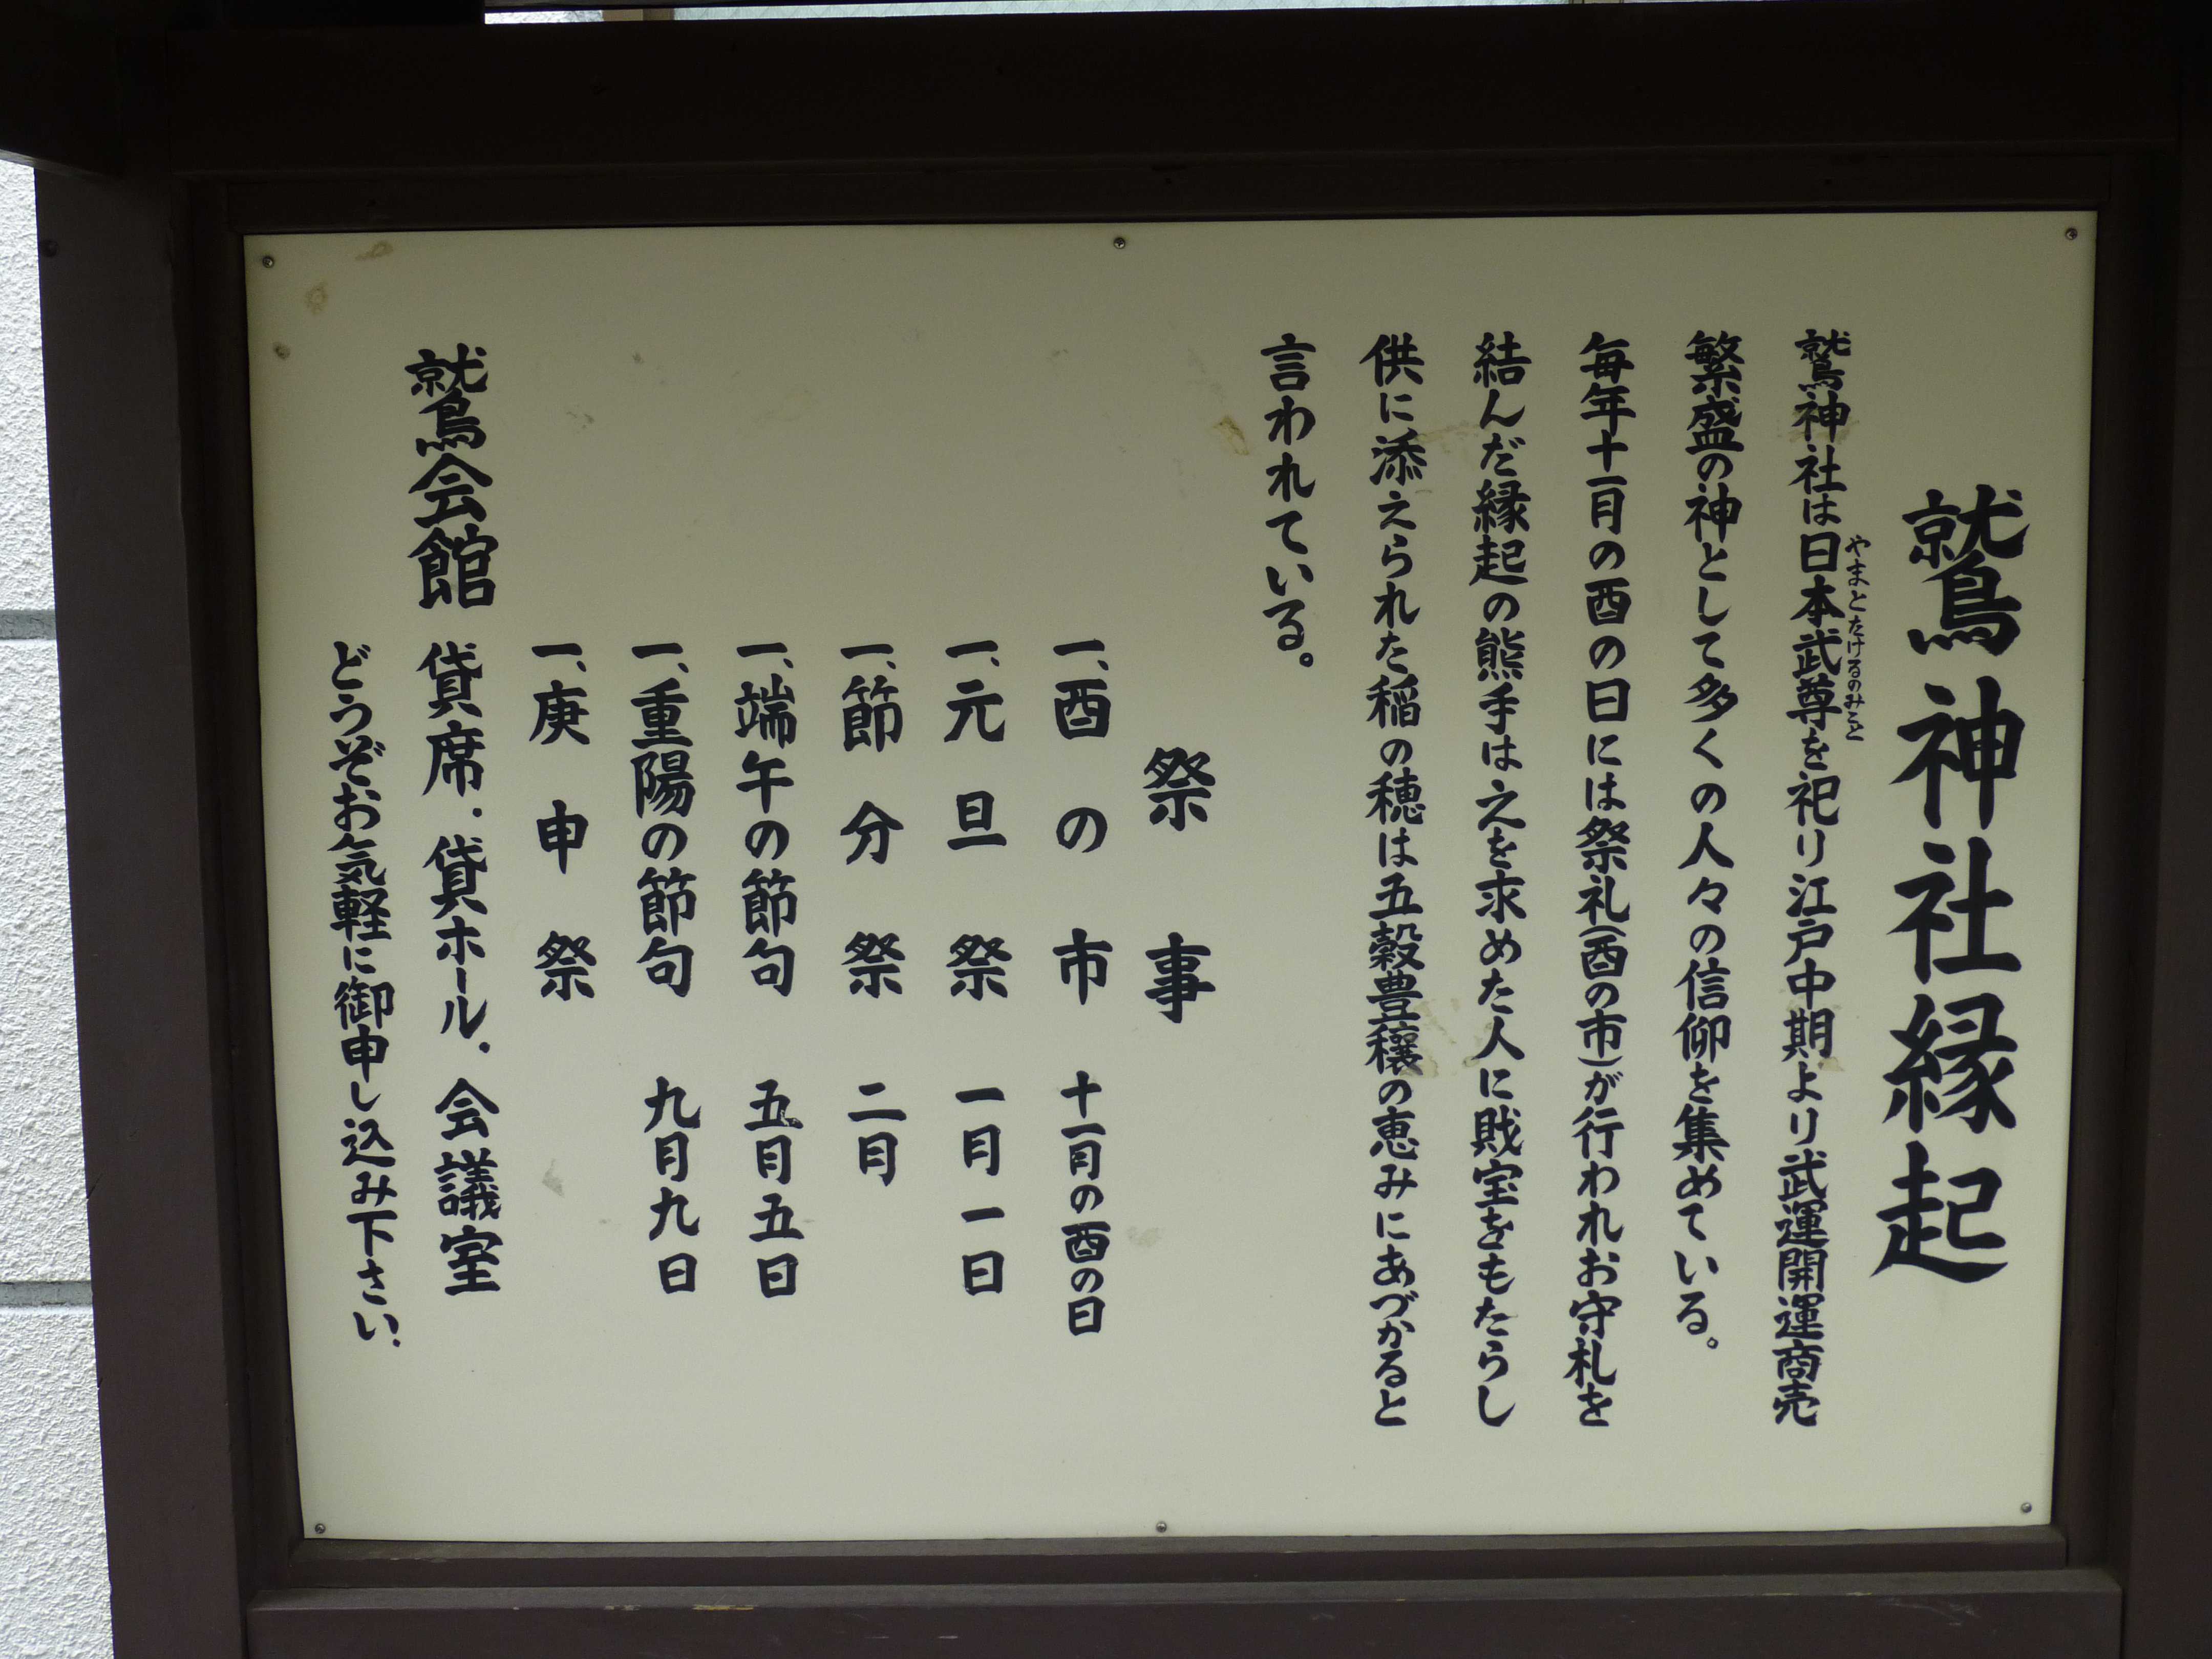 鷲神社縁起
鷲神社は日本武尊を祀り江戸中期より武運開運商売
やまとたけるのみこと
繁盛の神として多くの人々の信仰を集めている。
毎年十一月の酉の日には祭礼(酉の市)が行われお守札を
結んだ縁起の熊手は之を求めた人に財宝をもたらし
供に添えられた稲の穂は五穀豊穣の恵みにあづかると
言われている。
祭事
一、酉の市 十一月の酉の日
一、元旦祭 一月一日
一、節分祭 二月
一、端午の節句 五月五日
一、重陽の節句 九月九日
一、庚申祭
鷲会館 貸席・貸ホール・会議室
どうぞお気軽に御申し込み下さい.